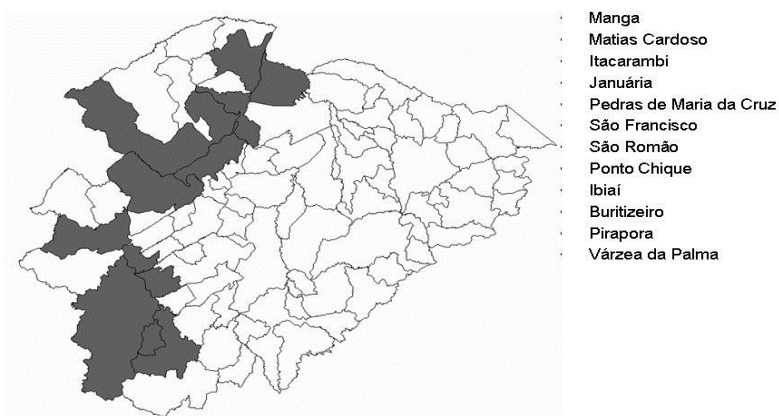 Manga
Matias Cardoso
Itacarambi
Januária
Pedras de Maria da Cruz
São Francisco
São Romão
Ponto Chique
Ibiaí
Buritizeiro
Pirapora
Várzea da Palma